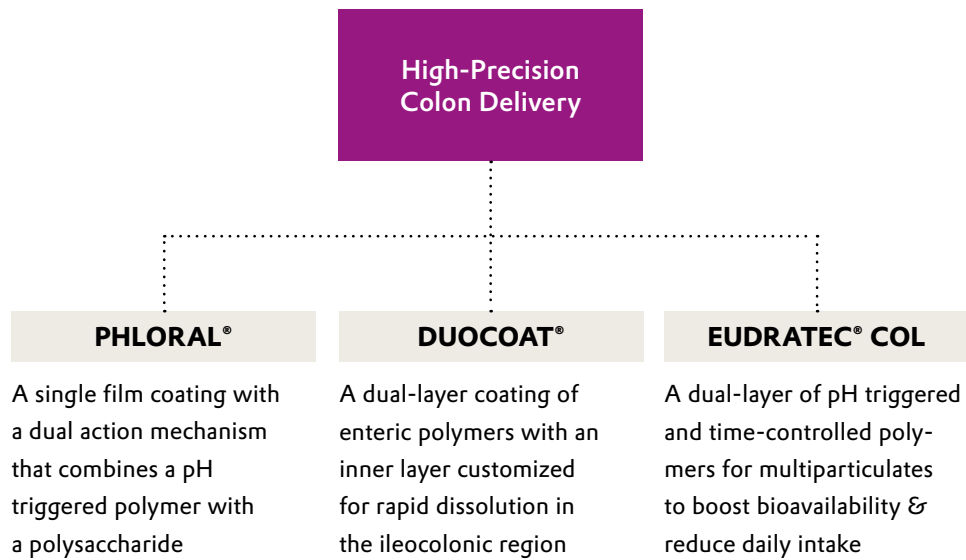 High-Precision
Colon Delivery
PHLORAL®
A single film coating with
a dual action mechanism
that combines a pH
triggered polymer with
a polysaccharide
DUOCOAT®
A dual-layer coating of
enteric polymers with an
inner layer customized
for rapid dissolution in
the ileocolonic region
EUDRATEC® COL
A dual-layer of pH triggered
and time-controlled poly-
mers for multiparticulates
to boost bioavailability &
reduce daily intake